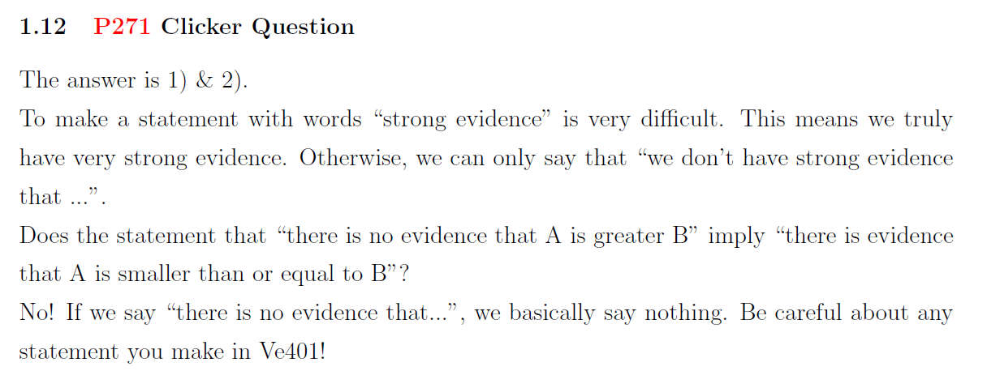 1.12 P271 Clicker Question
The answer is 1) & 2).
To make a statement with words “strong evidence” is very difficult. This means we truly
have very strong evidence. Otherwise, we can only say that “we don’t have strong evidence
that ...”.
Does the statement that “there is no evidence that A is greater B” imply “there is evidence
that A is smaller than or equal to B”?
No! If we say “there is no evidence that...”, we basically say nothing. Be careful about any
statement you make in Ve401!